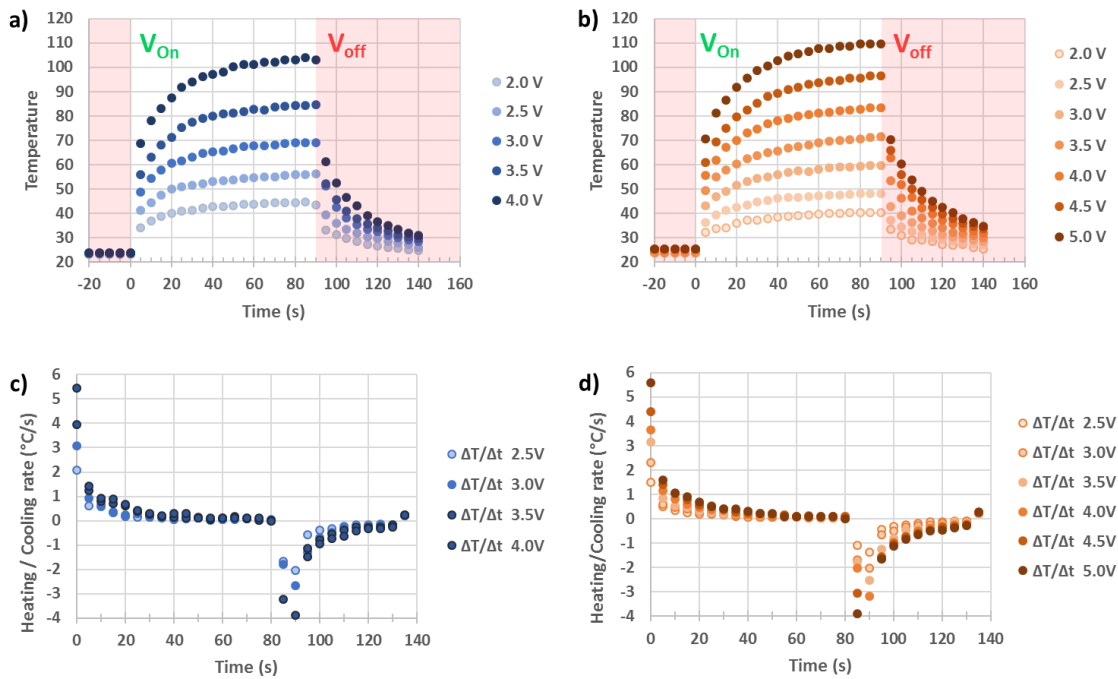 a)
120
110
100
90
80
70
60
50
40
30
20
-20 0 20 40 60 80 100 120 140 160
Temperature
Time (s)
V_On
V_off
2.0 V
2.5 V
3.0 V
3.5 V
4.0 V
b)
120
110
100
90
80
70
60
50
40
30
20
-20 0 20 40 60 80 100 120 140 160
Temperature
Time (s)
V_On
V_off
2.0 V
2.5 V
3.0 V
3.5 V
4.0 V
4.5 V
5.0 V
c)
6
5
4
3
2
1
0
-1
-2
-3
-4
0 20 40 60 80 100 120 140
Heating / Cooling rate (°C/s)
Time (s)
ΔT/Δt 2.5V
ΔT/Δt 3.0V
ΔT/Δt 3.5V
ΔT/Δt 4.0V
d)
6
5
4
3
2
1
0
-1
-2
-3
-4
0 20 40 60 80 100 120 140
Heating/Cooling rate (°C/s)
Time (s)
ΔT/Δt 2.5V
ΔT/Δt 3.0V
ΔT/Δt 3.5V
ΔT/Δt 4.0V
ΔT/Δt 4.5V
ΔT/Δt 5.0V